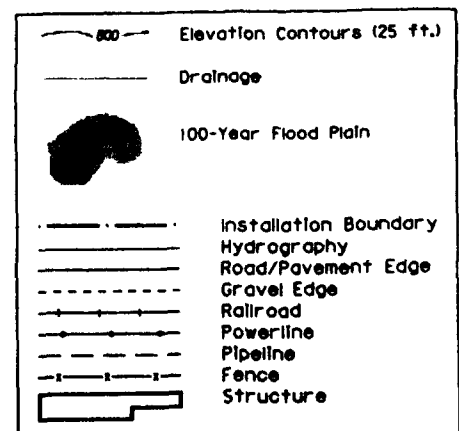 800 Elevation Contours (25 ft.)
Drainage
100-Year Flood Plain
Installation Boundary
Hydrography
Road/Pavement Edge
Gravel Edge
Railroad
Powerline
Pipeline
Fence
Structure